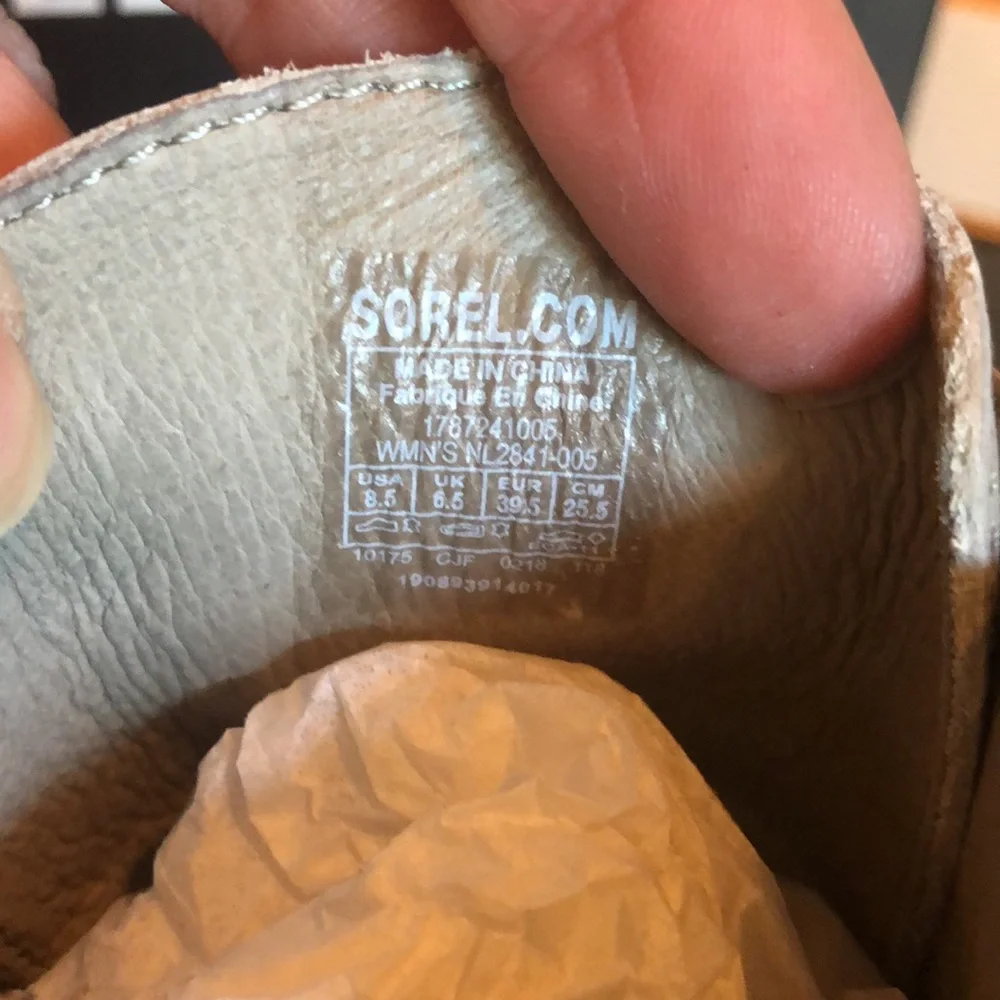 SOREL.COM
MADE IN CHINA
Fabriqué En Chine
1787241005
WMN'S NL2841-005
USA UK EUR CM
8.5 6.5 39.5 25.5
10175 GJF 0218 118
190893914017